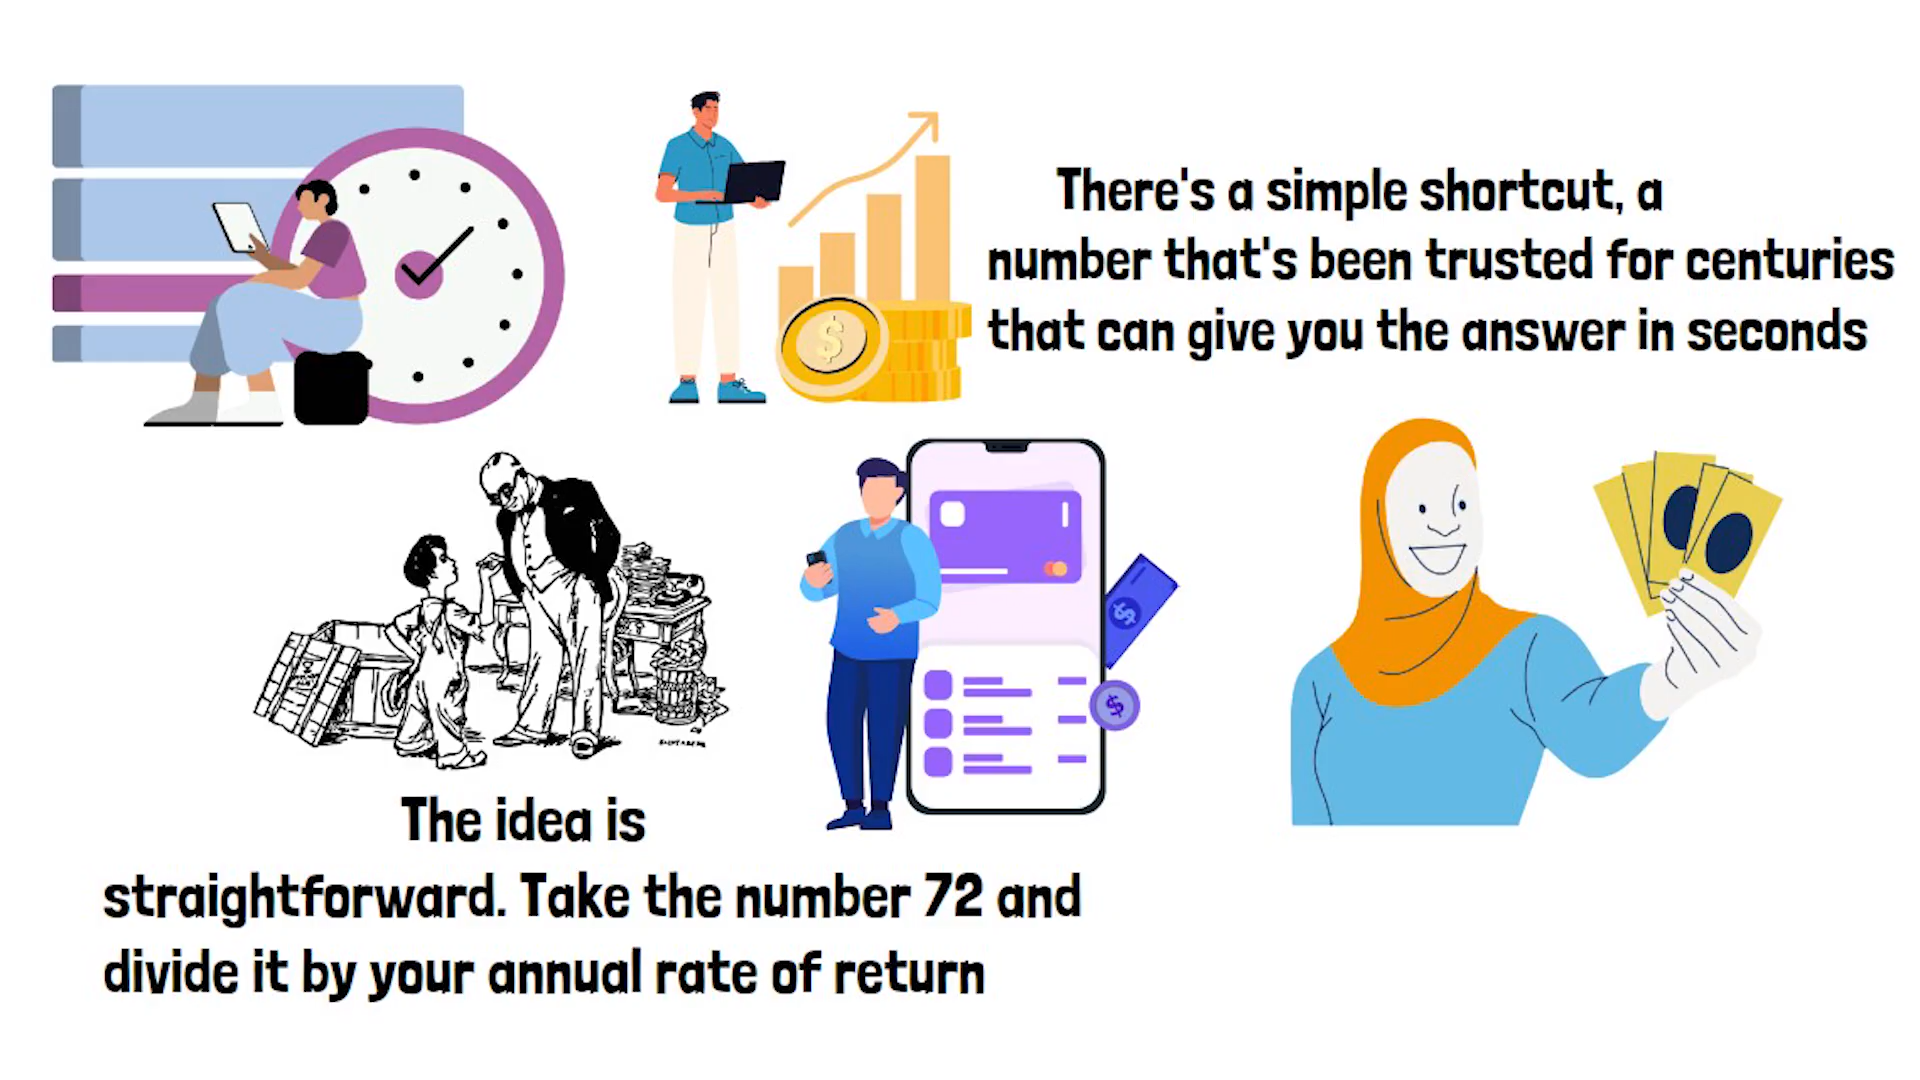 There's a simple shortcut, a
number that's been trusted for centuries
that can give you the answer in seconds
The idea is
straightforward. Take the number 72 and
divide it by your annual rate of return